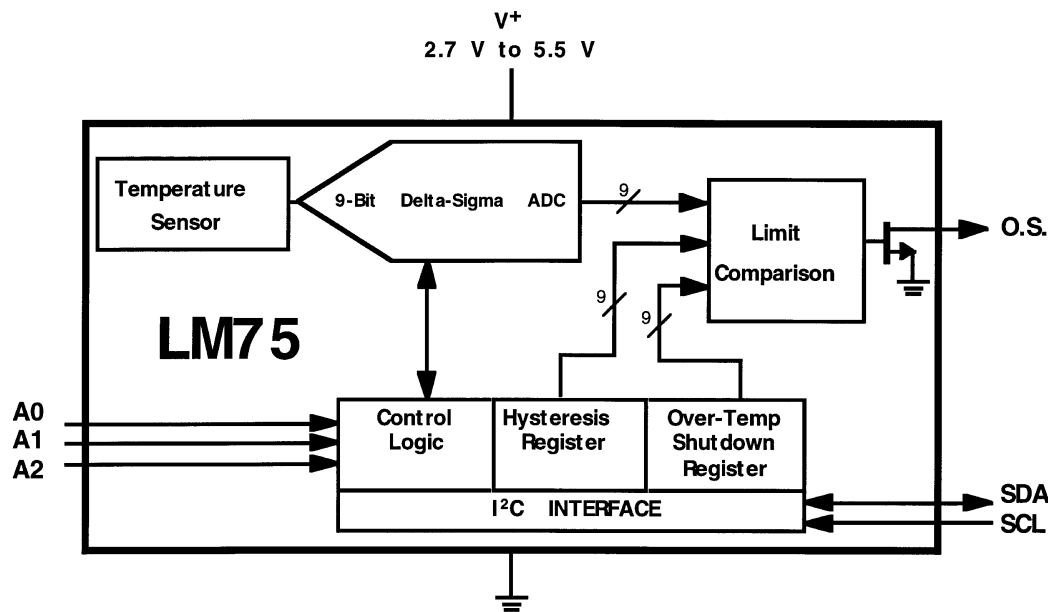 V+
2.7 V to 5.5 V
Temperature
Sensor
9-Bit Delta-Sigma ADC
9
Limit
Comparison
O.S.
9
9
LM75
A0
A1
A2
Control
Logic
Hysteresis
Register
Over-Temp
Shutdown
Register
I²C INTERFACE
SDA
SCL